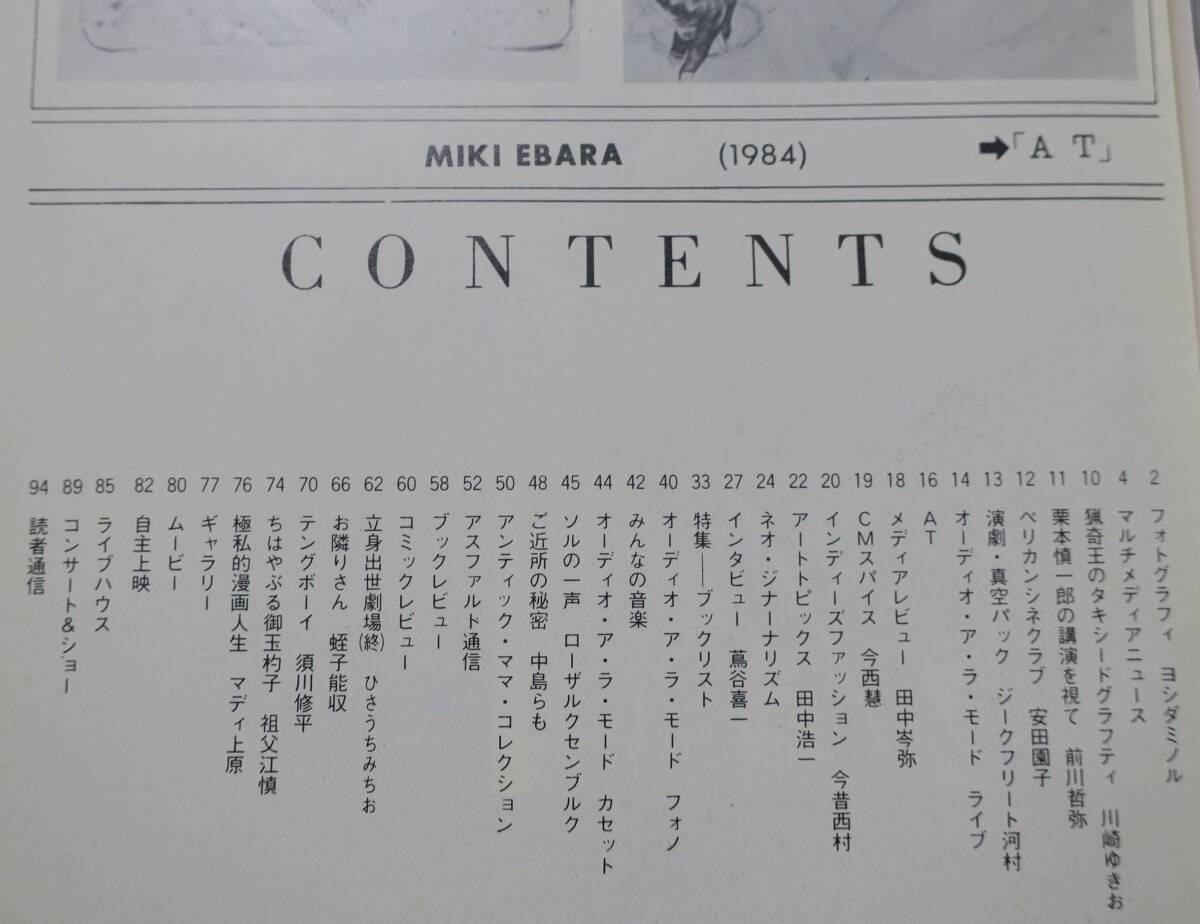 MIKI EBARA (1984) ➡「AT」
CONTENTS
2 フォトグラフィ ヨシダミノル
4 マルチメディアニュース
10 猟奇王のタキシードグラフティ 川崎ゆきお
11 栗本慎一郎の講演を視て 前川哲弥
12 ペリカンシネクラブ 安田園子
13 演劇・真空パック ジークフリート河村
14 オーディオ・ア・ラ・モード ライブ
16 AT
18 メディアレビュー 田中岑弥
19 CMスパイス 今西慧
20 インディーズファッション 今昔西村
22 アートトピックス 田中浩一
24 ネオ・ジナーナリズム
27 インタビュー 蔦谷喜一
33 特集――ブックリスト
40 オーディオ・ア・ラ・モード フォノ
42 みんなの音楽
44 オーディオ・ア・ラ・モード カセット
45 ソルの一声 ローザルクセンブルク
48 ご近所の秘密 中島らも
50 アンティック・ママ・コレクション
52 アスファルト通信
58 ブックレビュー
60 コミックレビュー
62 立身出世劇場(終) ひさうちみちお
66 お隣りさん 蛭子能収
70 テングボーイ 須川修平
74 ちはやぶる御玉杓子 祖父江慎
76 極私的漫画人生 マディ上原
77 ギャラリー
80 ムービー
82 自主上映
85 ライブハウス
89 コンサート&ショー
94 読者通信